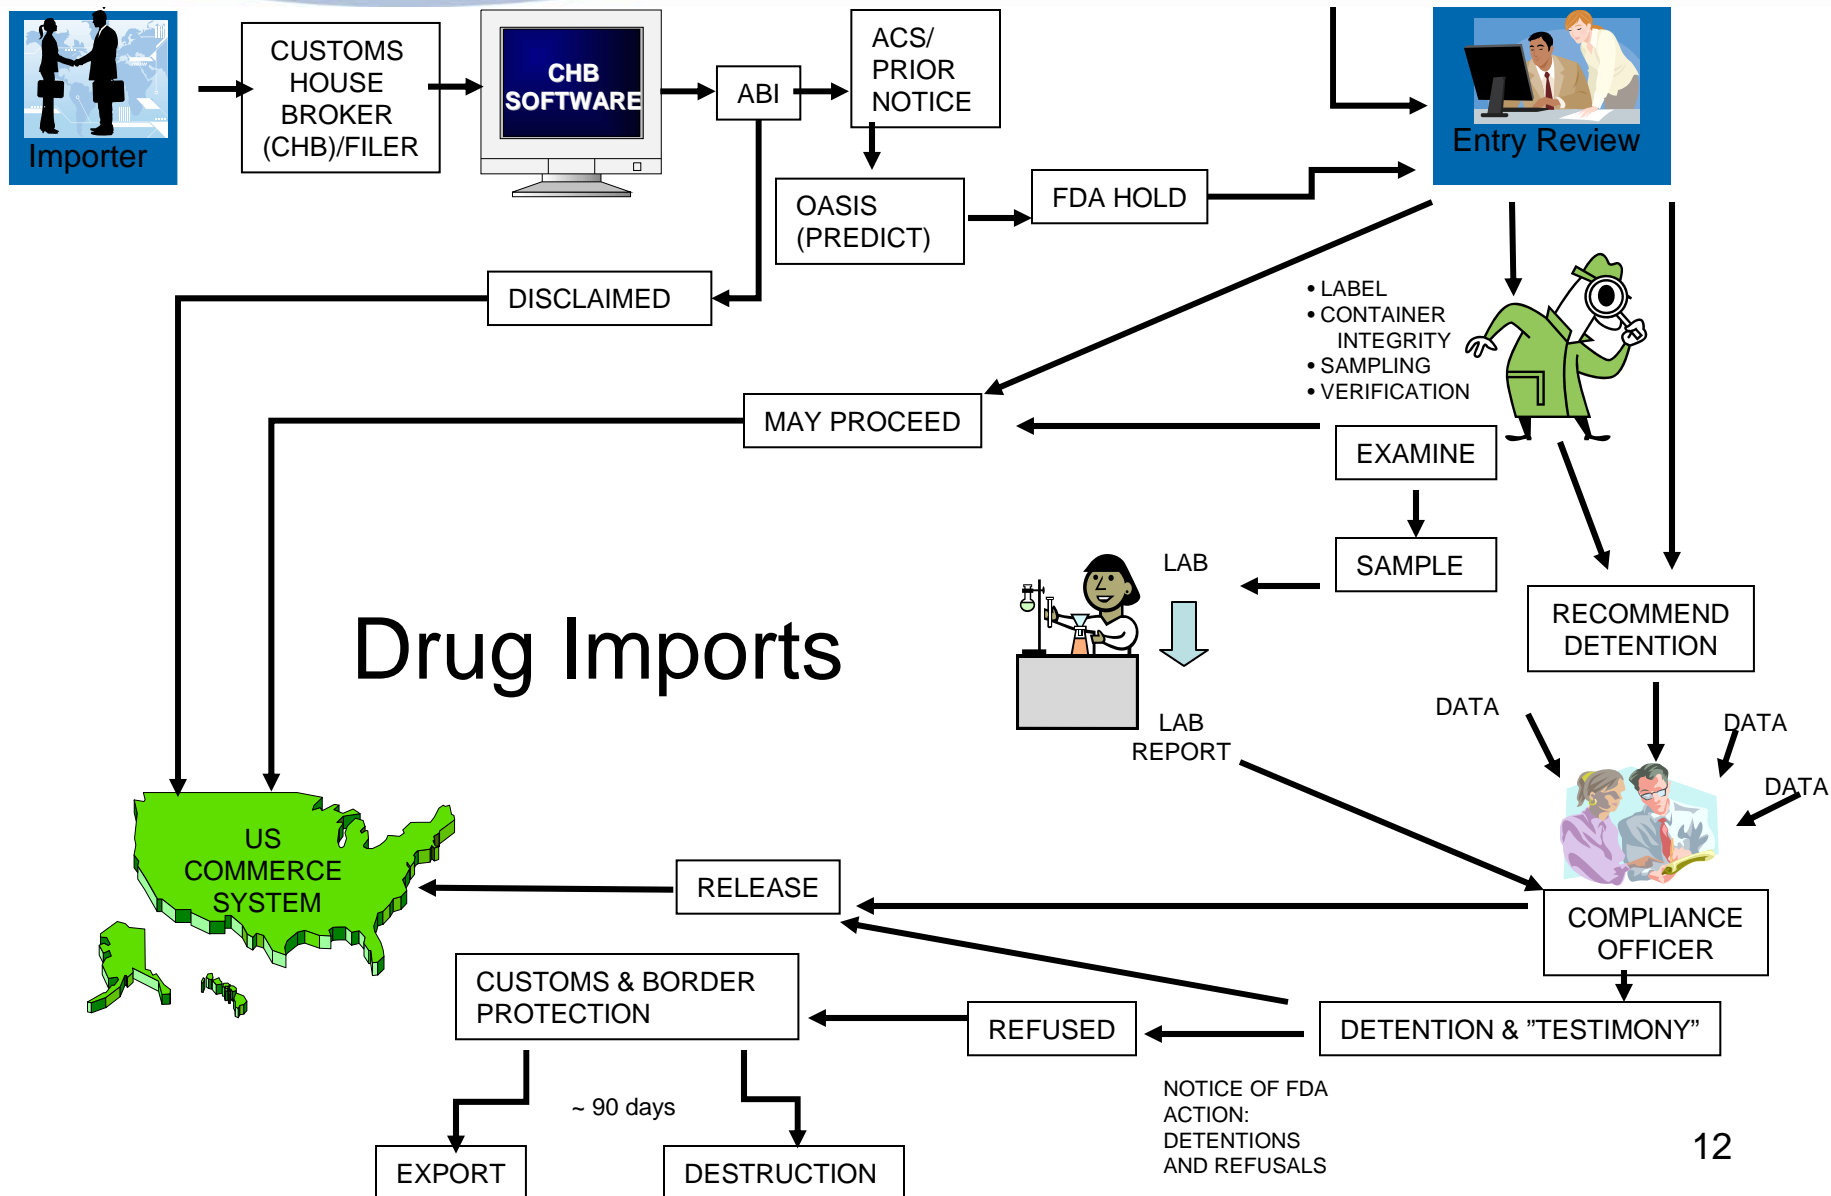 Importer
CUSTOMS
HOUSE
BROKER
(CHB)/FILER
CHB
SOFTWARE
ABI
ACS/
PRIOR
NOTICE
OASIS
(PREDICT)
FDA HOLD
Entry Review
DISCLAIMED
• LABEL
• CONTAINER
INTEGRITY
• SAMPLING
• VERIFICATION
MAY PROCEED
EXAMINE
SAMPLE
LAB
LAB
REPORT
RECOMMEND
DETENTION
Drug Imports
DATA
DATA
DATA
US
COMMERCE
SYSTEM
RELEASE
COMPLIANCE
OFFICER
CUSTOMS & BORDER
PROTECTION
REFUSED
DETENTION & ”TESTIMONY”
~ 90 days
NOTICE OF FDA
ACTION:
DETENTIONS
AND REFUSALS
EXPORT
DESTRUCTION
12